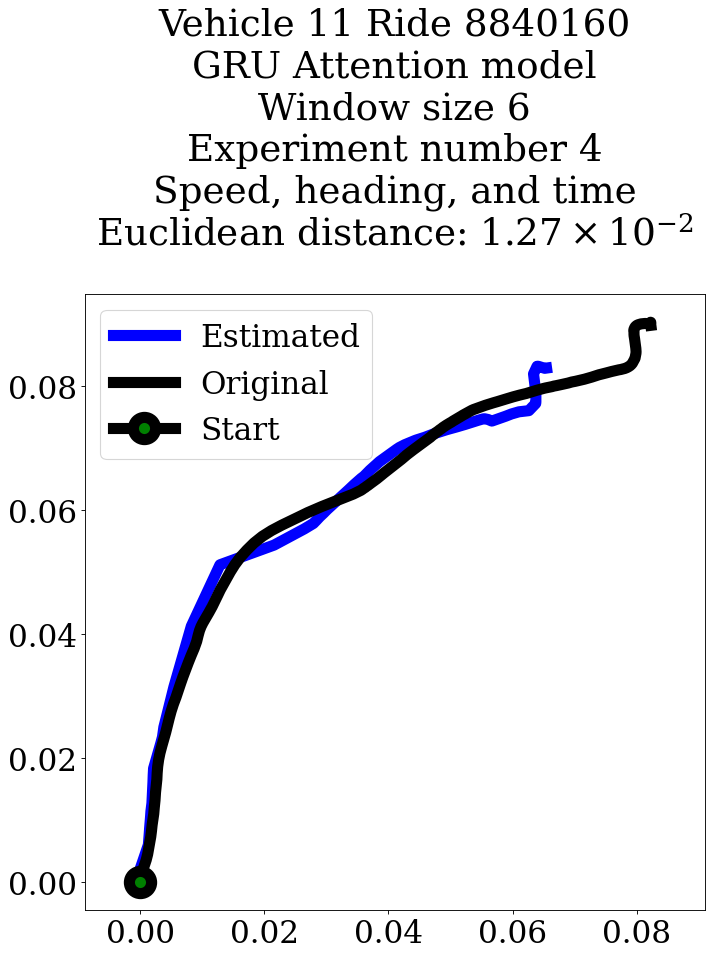 Vehicle 11 Ride 8840160
GRU Attention model
Window size 6
Experiment number 4
Speed, heading, and time
Euclidean distance: 1.27 × 10⁻²
Estimated
Original
Start
0.08
0.06
0.04
0.02
0.00
0.00 0.02 0.04 0.06 0.08